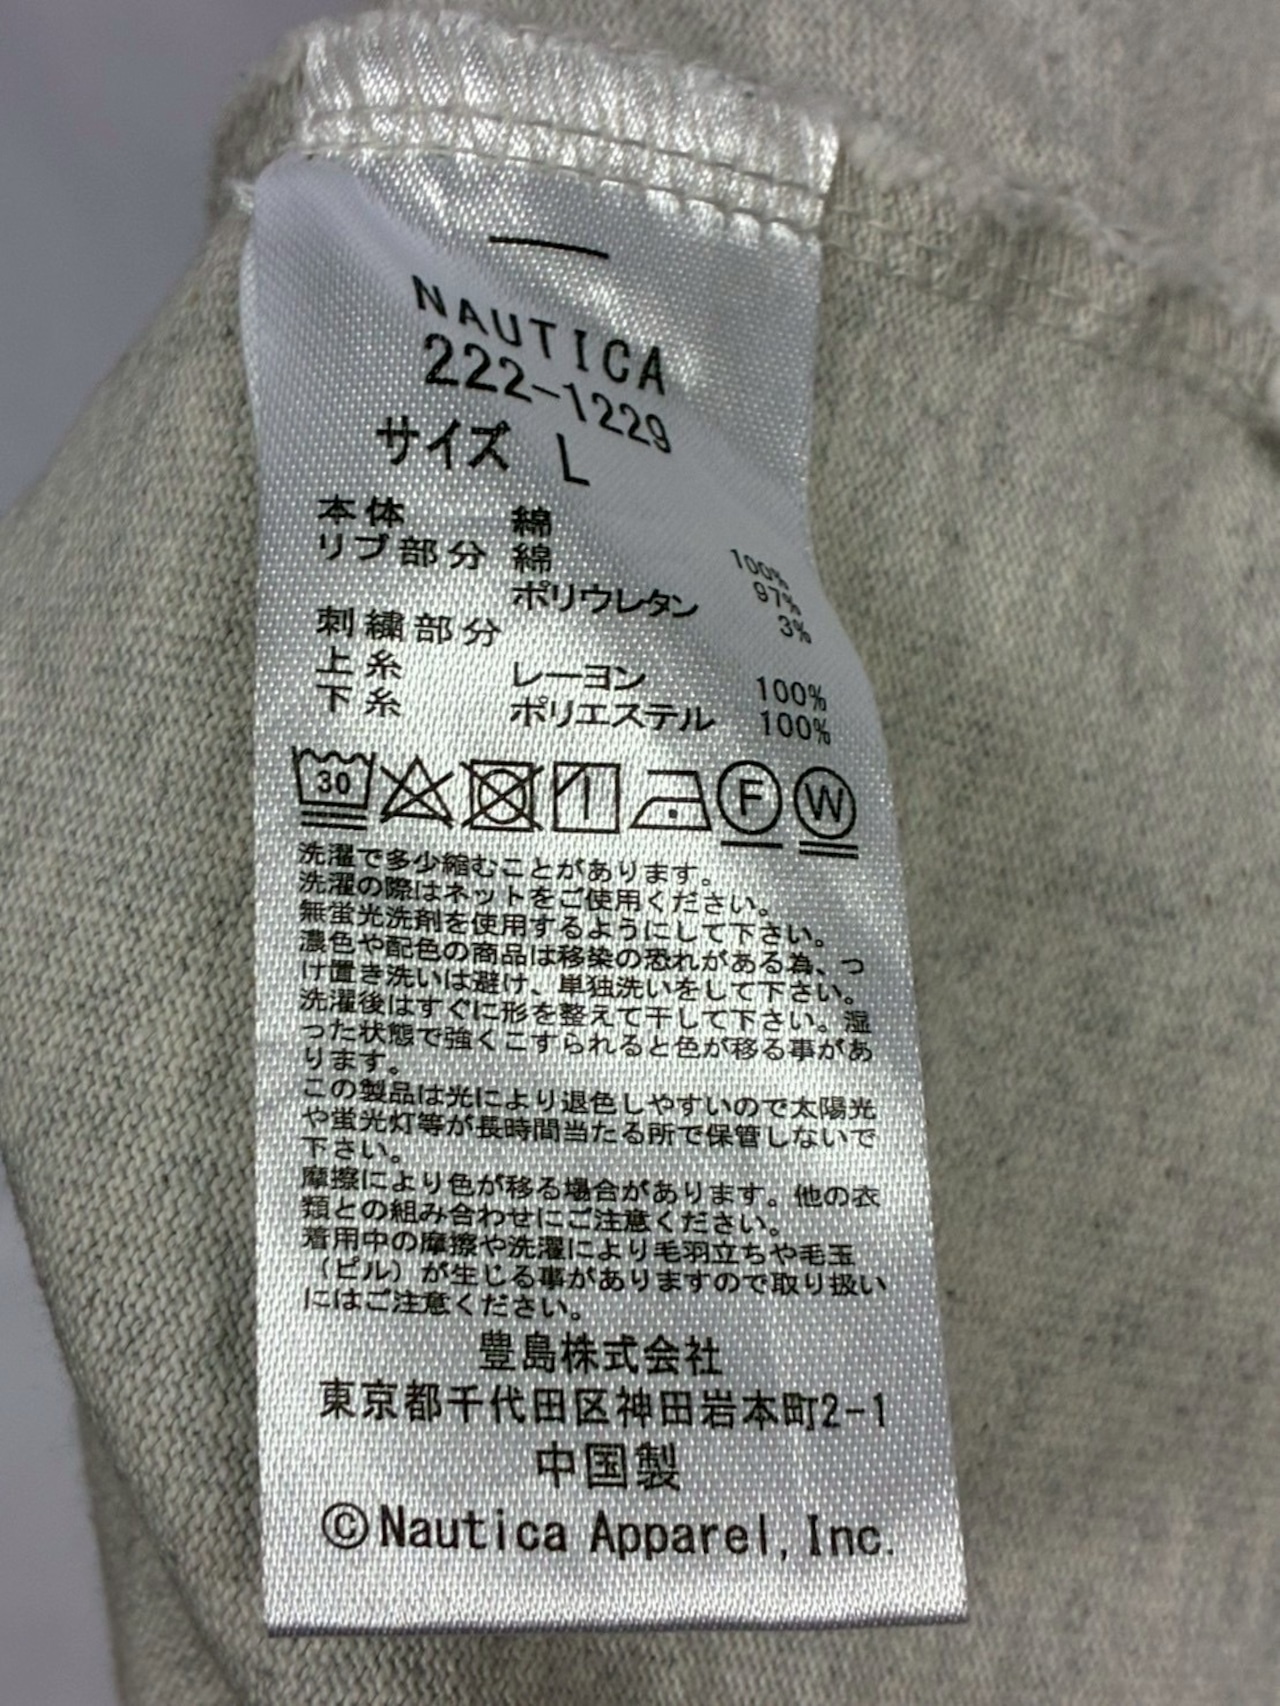 NAUTICA
222-1229
サイズ L
本体 綿 100%
リブ部分 綿 97%
ポリウレタン 3%
刺繍部分
上糸 レーヨン 100%
下糸 ポリエステル 100%
30 F W
洗濯で多少縮むことがあります。
洗濯の際はネットをご使用ください。
無蛍光洗剤を使用するようにして下さい。
濃色や配色の商品は移染の恐れがある為、つ
け置き洗いは避け、単独洗いをして下さい。
洗濯後はすぐに形を整えて干して下さい。湿
った状態で強くこすられると色が移る事があ
ります。
この製品は光により退色しやすいので太陽光
や蛍光灯等が長時間当たる所で保管しないで
下さい。
摩擦により色が移る場合があります。他の衣
類との組み合わせにご注意ください。
着用中の摩擦や洗濯により毛羽立ちや毛玉
（ピル）が生じる事がありますので取り扱い
にはご注意ください。
豊島株式会社
東京都千代田区神田岩本町2-1
中国製
©Nautica Apparel, Inc.